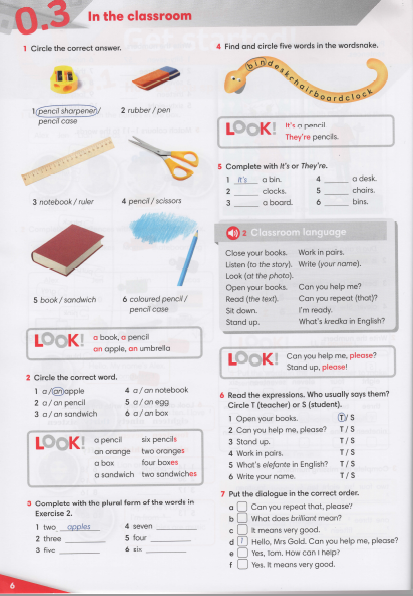 0.3 In the classroom
1 Circle the correct answer.
1 pencil sharpener /
pencil case
2 rubber / pen
3 notebook / ruler
4 pencil / scissors
5 book / sandwich
6 coloured pencil /
pencil case
LOOK!
a book, a pencil
an apple, an umbrella
2 Circle the correct word.
1 a / an apple
2 a / an pencil
3 a / an sandwich
4 a / an notebook
5 a / an egg
6 a / an box
LOOK!
a pencil six pencils
an orange two oranges
a box four boxes
a sandwich two sandwiches
3 Complete with the plural form of the words in
Exercise 2.
1 two apples
2 three
3 five
4 seven
5 four
6 six
4 Find and circle five words in the wordsnake.
bindeskchairboardclock
LOOK!
It's a pencil.
They're pencils.
5 Complete with It's or They're.
1 It's a bin.
2 clocks.
3 a board.
4 a desk.
5 chairs.
6 bins.
2 Classroom language
Close your books. Work in pairs.
Listen (to the story). Write (your name).
Look (at the photo).
Open your books. Can you help me?
Read (the text). Can you repeat (that)?
Sit down. I'm ready.
Stand up. What's kredka in English?
LOOK!
Can you help me, please?
Stand up, please!
6 Read the expressions. Who usually says them?
Circle T (teacher) or S (student).
1 Open your books. T / S
2 Can you help me, please? T / S
3 Stand up. T / S
4 Work in pairs. T / S
5 What's elefante in English? T / S
6 Write your name. T / S
7 Put the dialogue in the correct order.
a Can you repeat that, please?
b What does brilliant mean?
c It means very good.
d 1 Hello, Mrs Gold. Can you help me, please?
e Yes, Tom. How can I help?
f Yes. It means very good.
6